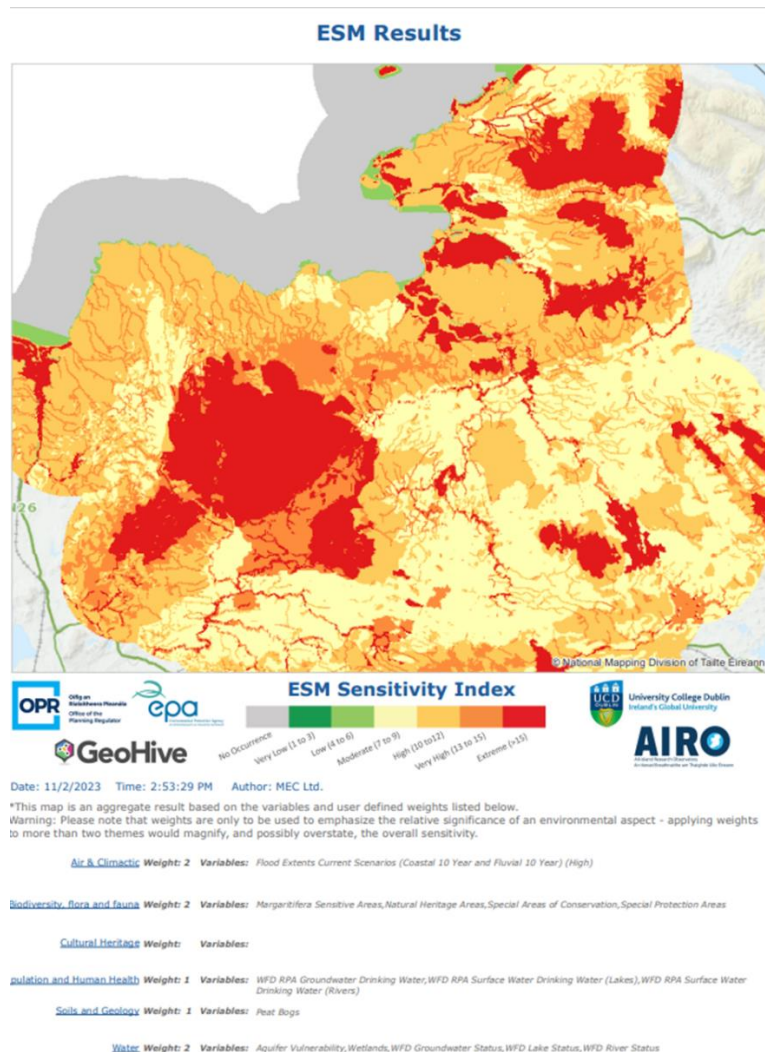 ESM Results
N26
© National Mapping Division of Tailte Éireann
OPR
Oifig an
Rialaitheora Pleanála
Office of the
Planning Regulator
epa
GeoHive
ESM Sensitivity Index
No Occurrence
Very Low (1 to 3)
Low (4 to 6)
Moderate (7 to 9)
High (10 to 12)
Very High (13 to 15)
Extreme (>15)
UCD
DUBLIN
University College Dublin
Ireland's Global University
AIRO
Date: 11/2/2023 Time: 2:53:29 PM Author: MEC Ltd.
*This map is an aggregate result based on the variables and user defined weights listed below.
Warning: Please note that weights are only to be used to emphasize the relative significance of an environmental aspect - applying weights
to more than two themes would magnify, and possibly overstate, the overall sensitivity.
Air & Climactic Weight: 2 Variables: Flood Extents Current Scenarios (Coastal 10 Year and Fluvial 10 Year) (High)
Biodiversity, flora and fauna Weight: 2 Variables: Margaritifera Sensitive Areas,Natural Heritage Areas,Special Areas of Conservation,Special Protection Areas
Cultural Heritage Weight: Variables:
pulation and Human Health Weight: 1 Variables: WFD RPA Groundwater Drinking Water,WFD RPA Surface Water Drinking Water (Lakes),WFD RPA Surface Water
Drinking Water (Rivers)
Soils and Geology Weight: 1 Variables: Peat Bogs
Water Weight: 2 Variables: Aquifer Vulnerability,Wetlands,WFD Groundwater Status,WFD Lake Status,WFD River Status